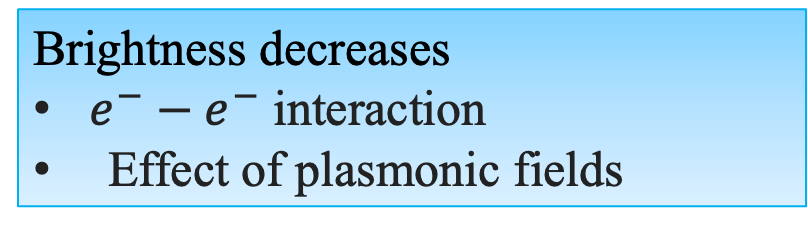 Brightness decreases
• e⁻ – e⁻ interaction
• Effect of plasmonic fields